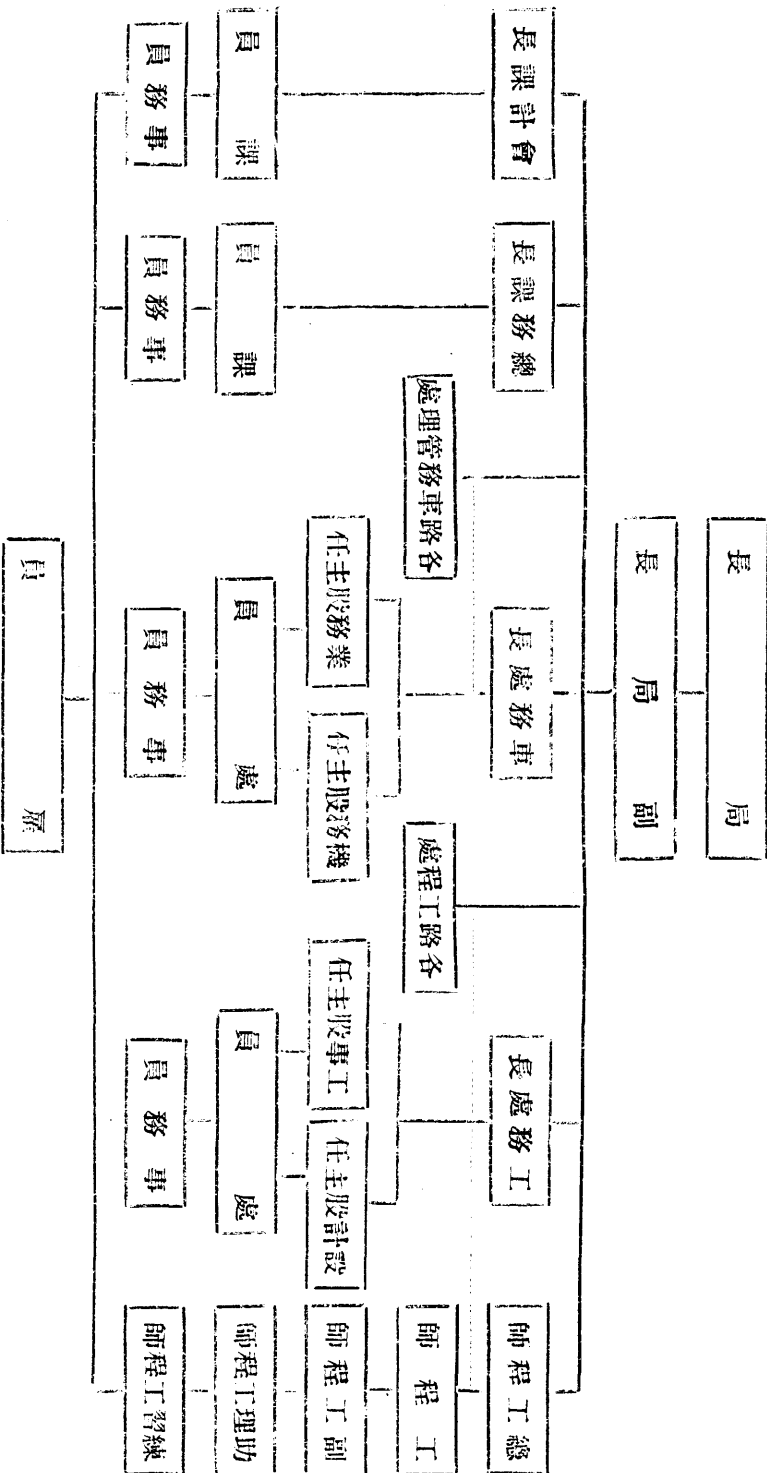 局長
副局長
總工程師
工務處長
車務處長
總務課長
會計課長
工程師
各路工程處
各路車務管理處
副工程師
設計股主任
工事股主任
機務股主任
業務股主任
助理工程師
處員
處員
課員
課員
練習工程師
事務員
事務員
事務員
事務員
雇員